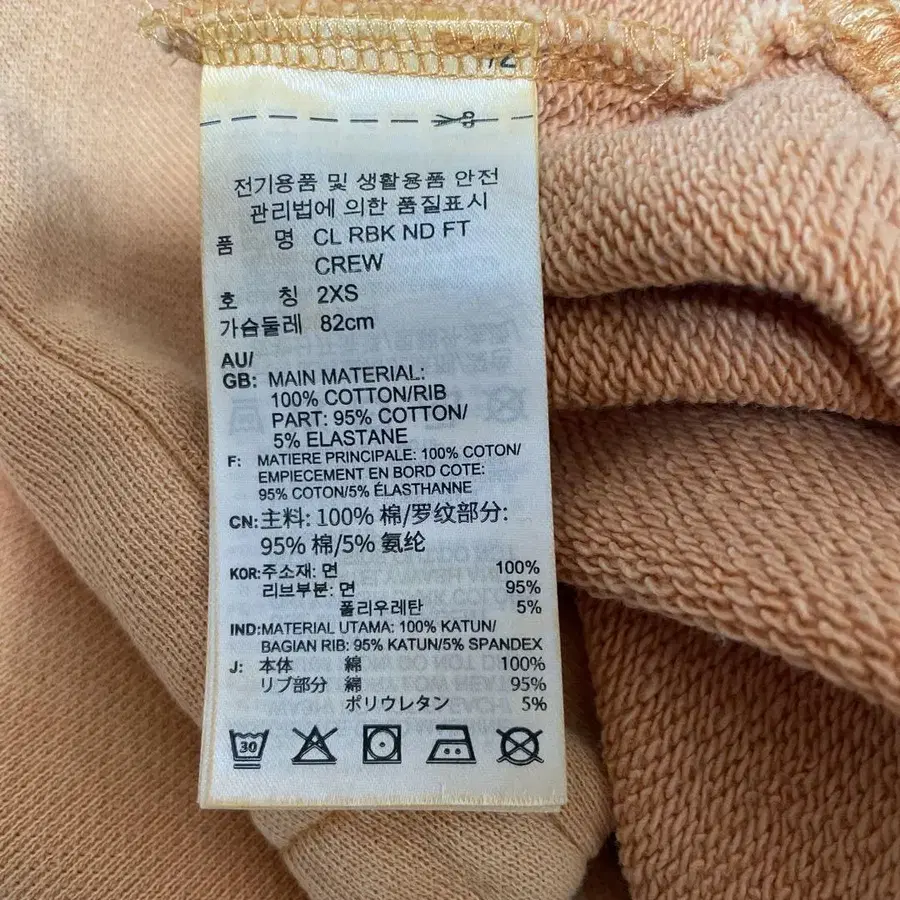 전기용품 및 생활용품 안전
관리법에 의한 품질표시
품 명 CL RBK ND FT
CREW
호 칭 2XS
가슴둘레 82cm
AU/
GB: MAIN MATERIAL:
100% COTTON/RIB
PART: 95% COTTON/
5% ELASTANE
F: MATIERE PRINCIPALE: 100% COTON/
EMPIECEMENT EN BORD COTE:
95% COTON/5% ÉLASTHANNE
CN: 主料: 100% 棉/罗纹部分:
95% 棉/5% 氨纶
KOR: 주소재: 면 100%
리브부분: 면 95%
폴리우레탄 5%
IND: MATERIAL UTAMA: 100% KATUN/
BAGIAN RIB: 95% KATUN/5% SPANDEX
J: 本体 綿 100%
リブ部分 綿 95%
ポリウレタン 5%
30